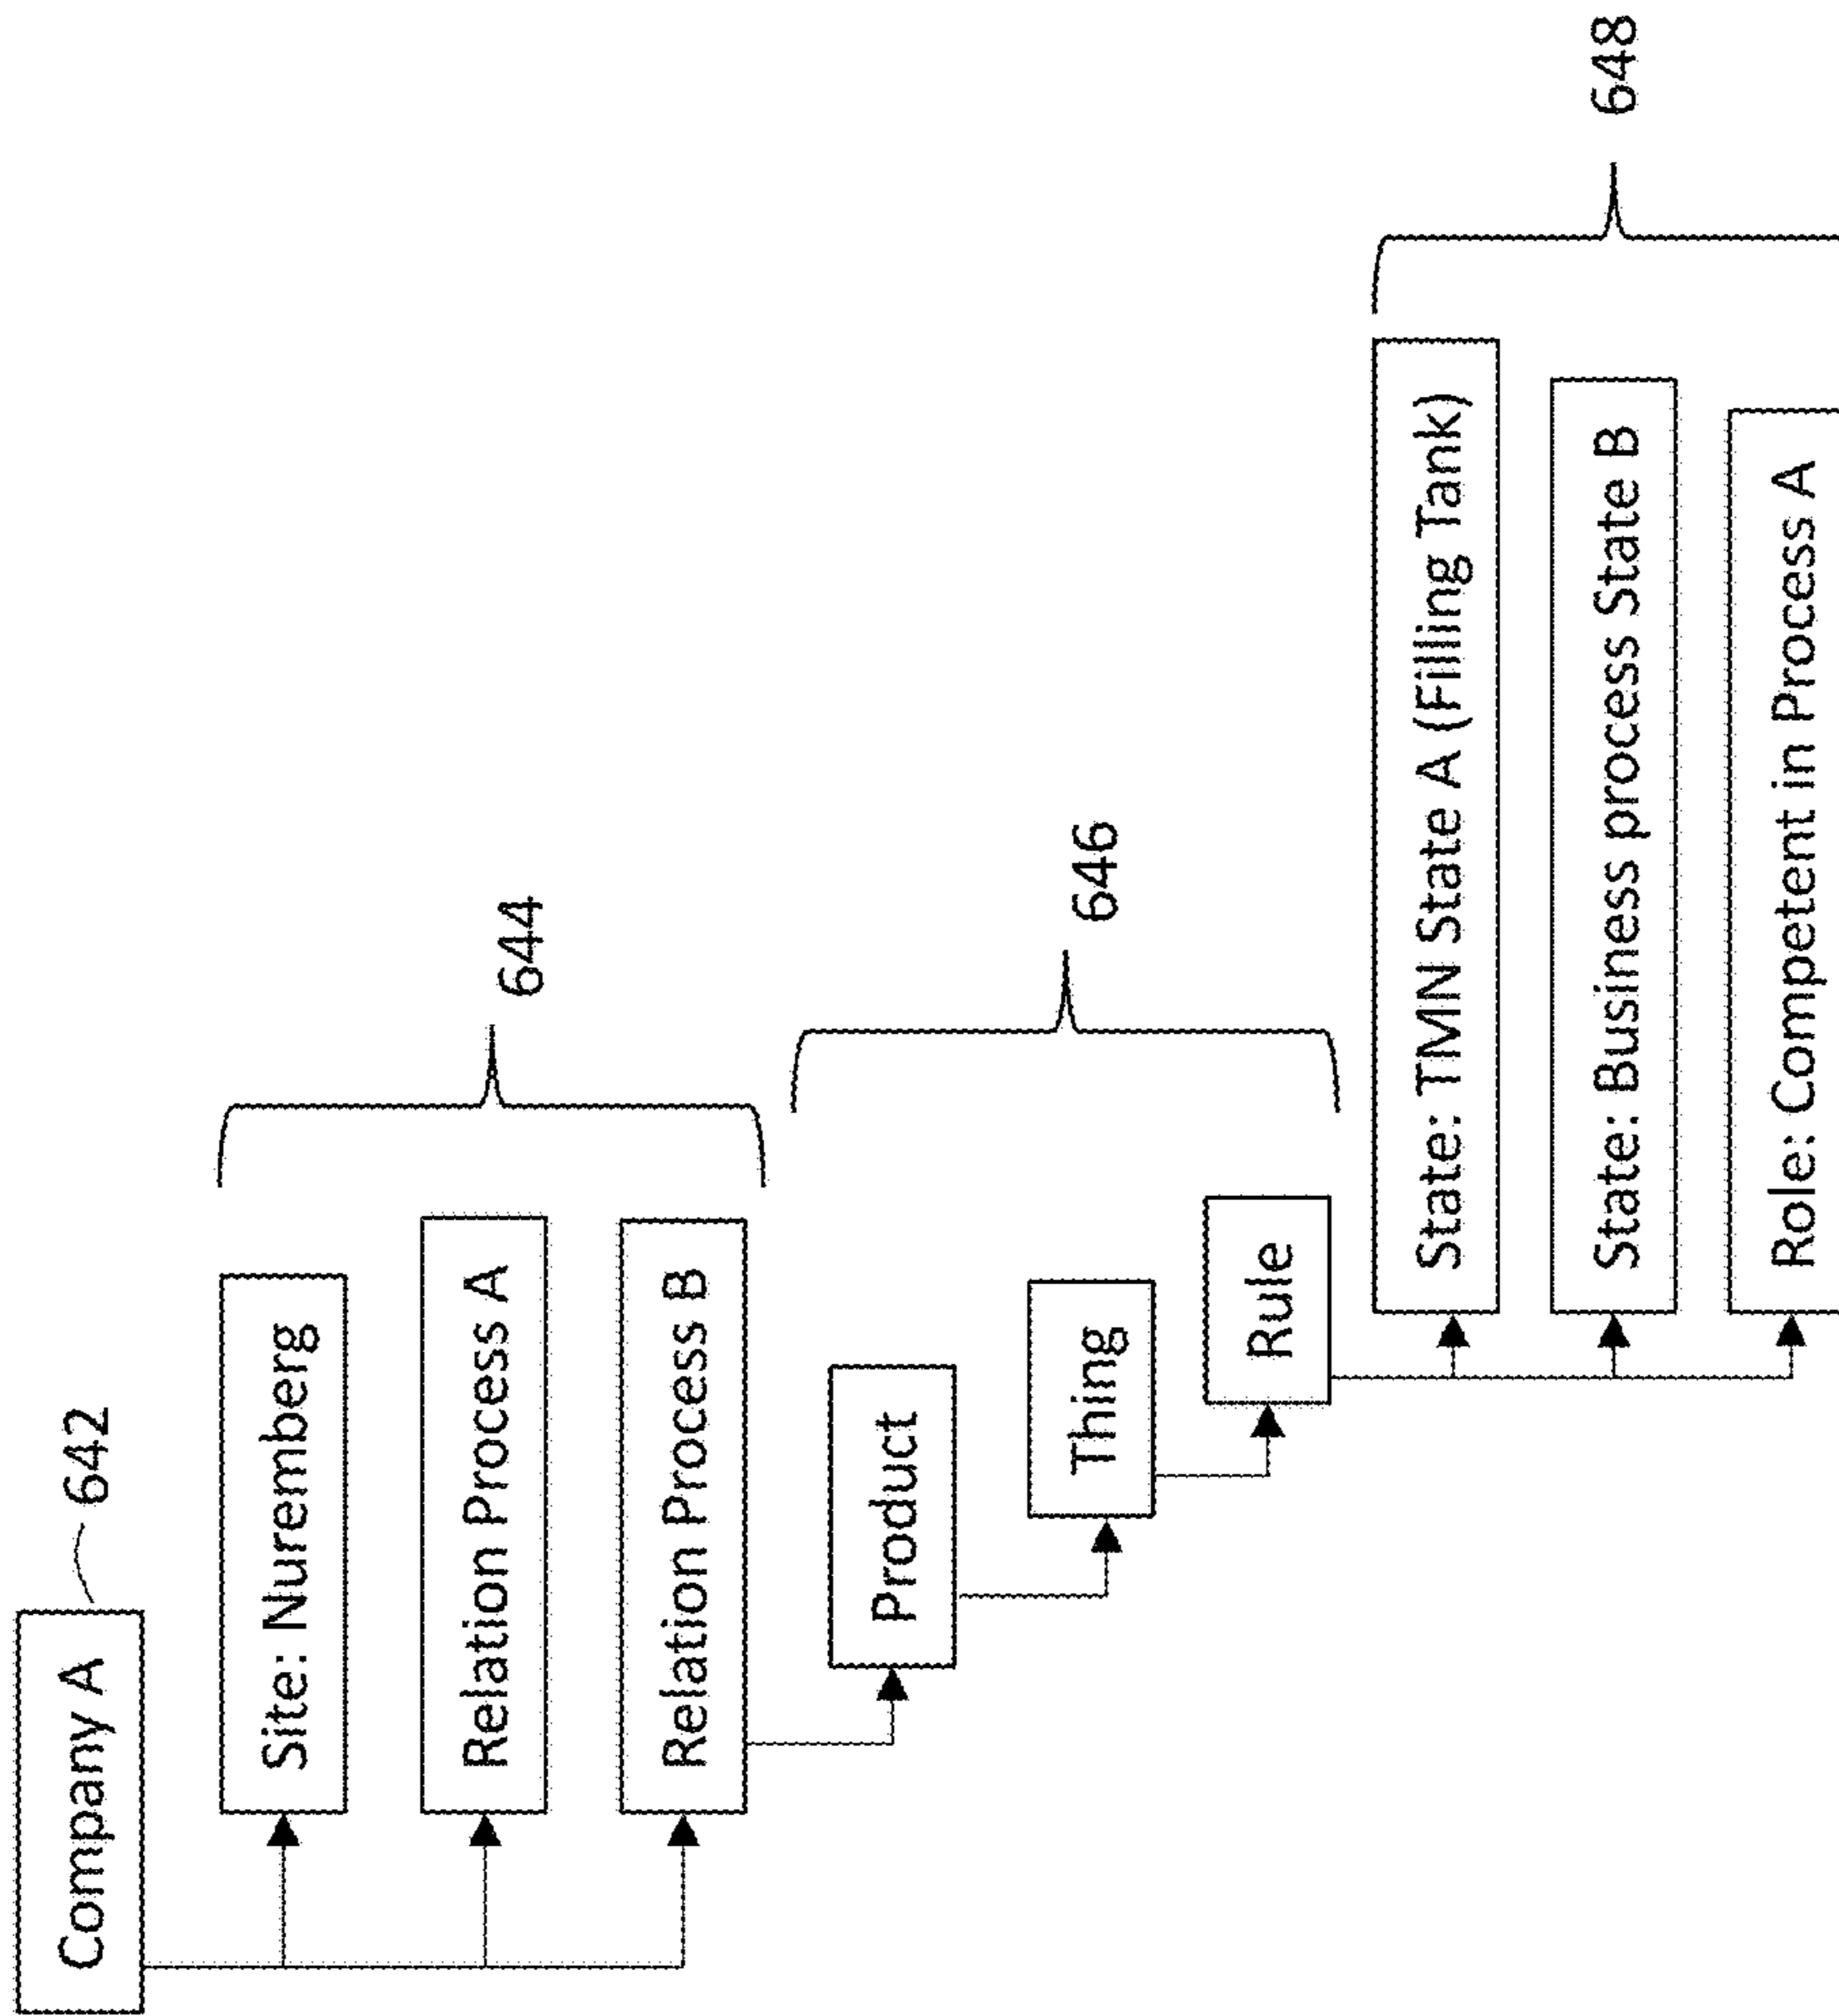 Company A
642
Site: Nuremberg
Relation Process A
Relation Process B
644
Product
Thing
Rule
646
State: TMN State A (Filling Tank)
State: Business process State B
Role: Competent in Process A
648